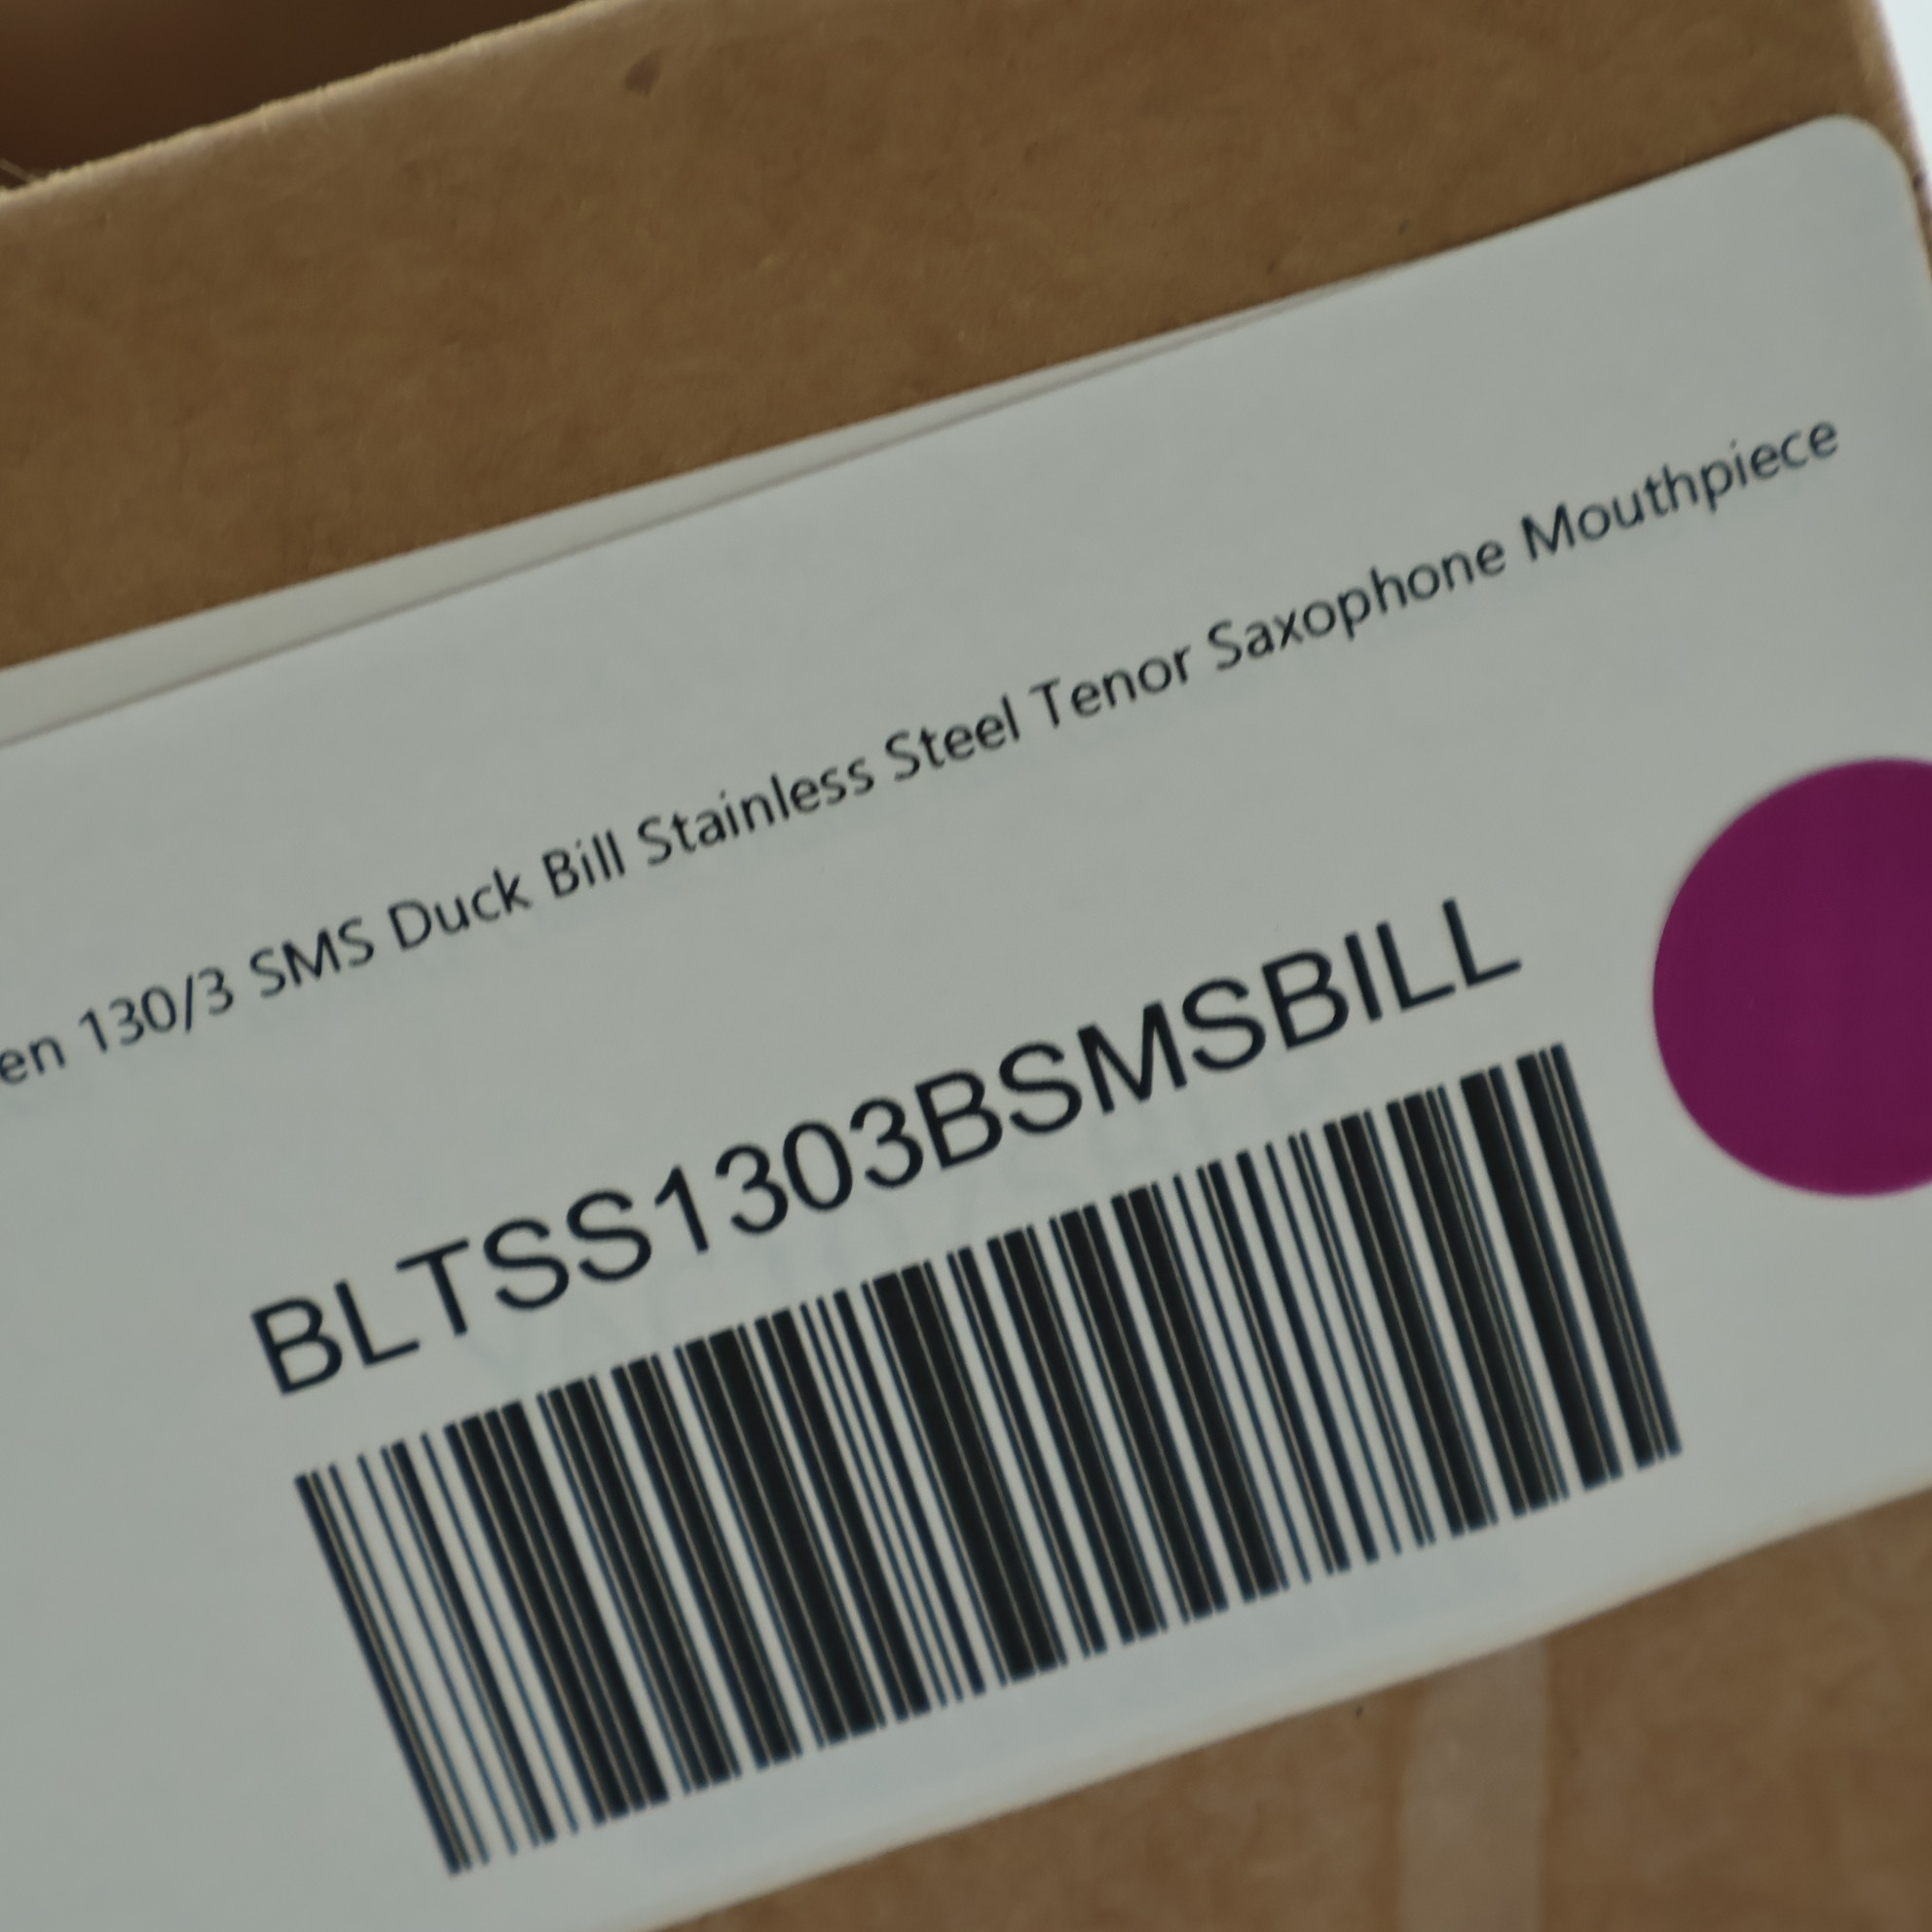 en 130/3 SMS Duck Bill Stainless Steel Tenor Saxophone Mouthpiece
BLTSS1303BSMSBILL